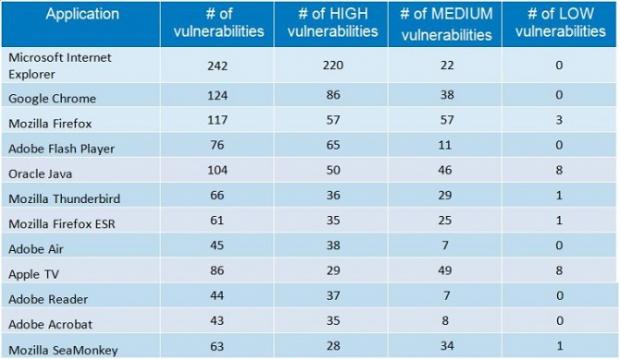 Application # of vulnerabilities # of HIGH vulnerabilities # of MEDIUM vulnerabilities # of LOW vulnerabilities
Microsoft Internet Explorer 242 220 22 0
Google Chrome 124 86 38 0
Mozilla Firefox 117 57 57 3
Adobe Flash Player 76 65 11 0
Oracle Java 104 50 46 8
Mozilla Thunderbird 66 36 29 1
Mozilla Firefox ESR 61 35 25 1
Adobe Air 45 38 7 0
Apple TV 86 29 49 8
Adobe Reader 44 37 7 0
Adobe Acrobat 43 35 8 0
Mozilla SeaMonkey 63 28 34 1